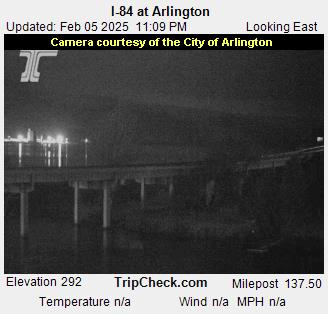 I-84 at Arlington
Updated: Feb 05 2025 11:09 PM Looking East
Camera courtesy of the City of Arlington
Elevation 292 TripCheck.com Milepost 137.50
Temperature n/a Wind n/a MPH n/a